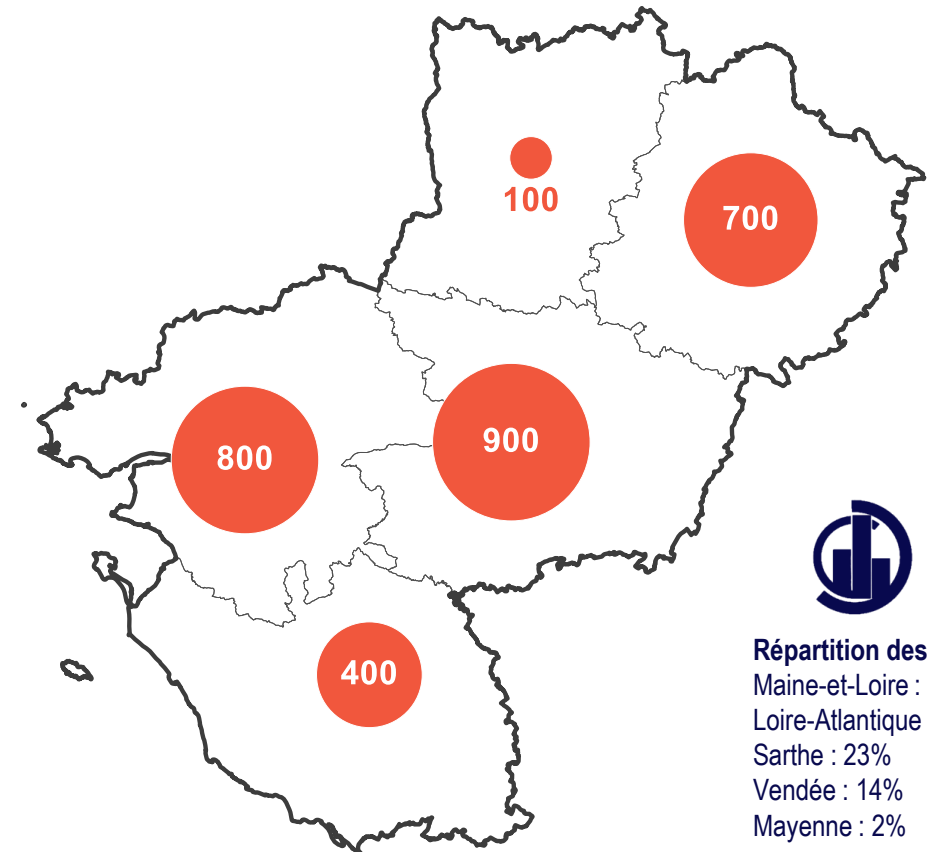 100
700
800
900
400
Répartition des
Maine-et-Loire :
Loire-Atlantique
Sarthe : 23%
Vendée : 14%
Mayenne : 2%